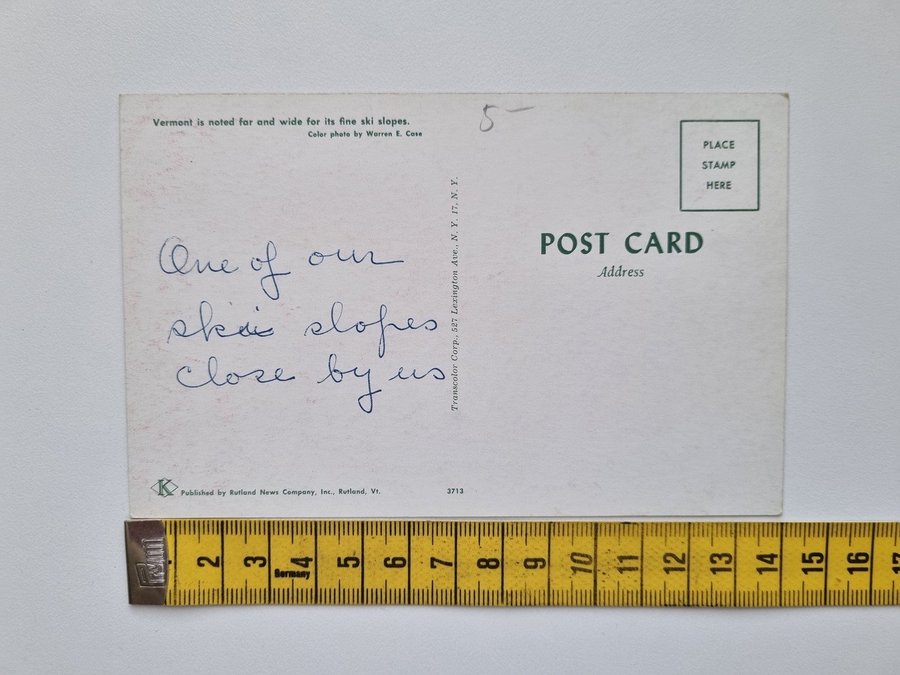 Vermont is noted far and wide for its fine ski slopes.
Color photo by Warren E. Case
5-
PLACE
STAMP
HERE
POST CARD
Address
One of our
ski slopes
close by us
Transcolor Corp., 527 Lexington Ave., N. Y. 17, N. Y.
K
Published by Rutland News Company, Inc., Rutland, Vt.
3713
2 3 4 5 6 7 8 9 10 11 12 13 14 15 16 17
Germany